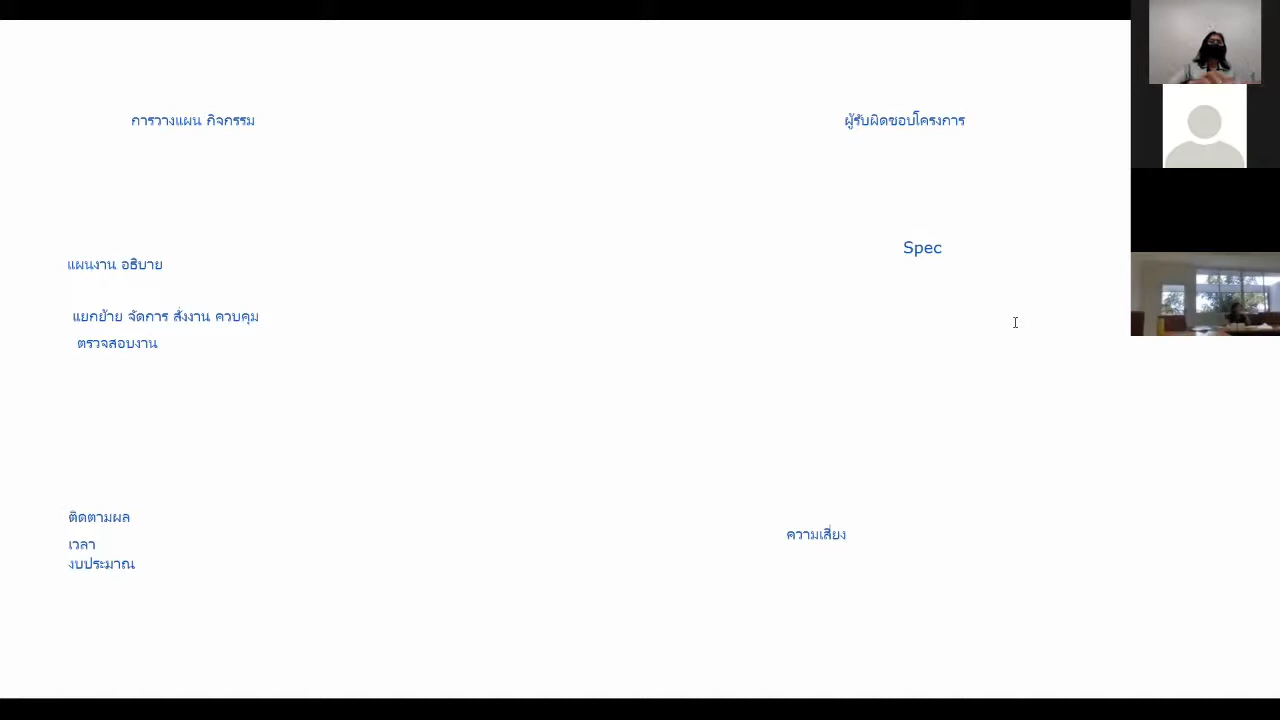 การวางแผน กิจกรรม
ผู้รับผิดชอบโครงการ
Spec
แผนงาน อธิบาย
แยกย้าย จัดการ สั่งงาน ควบคุม
ตรวจสอบงาน
ติดตามผล
ความเสี่ยง
เวลา
งบประมาณ